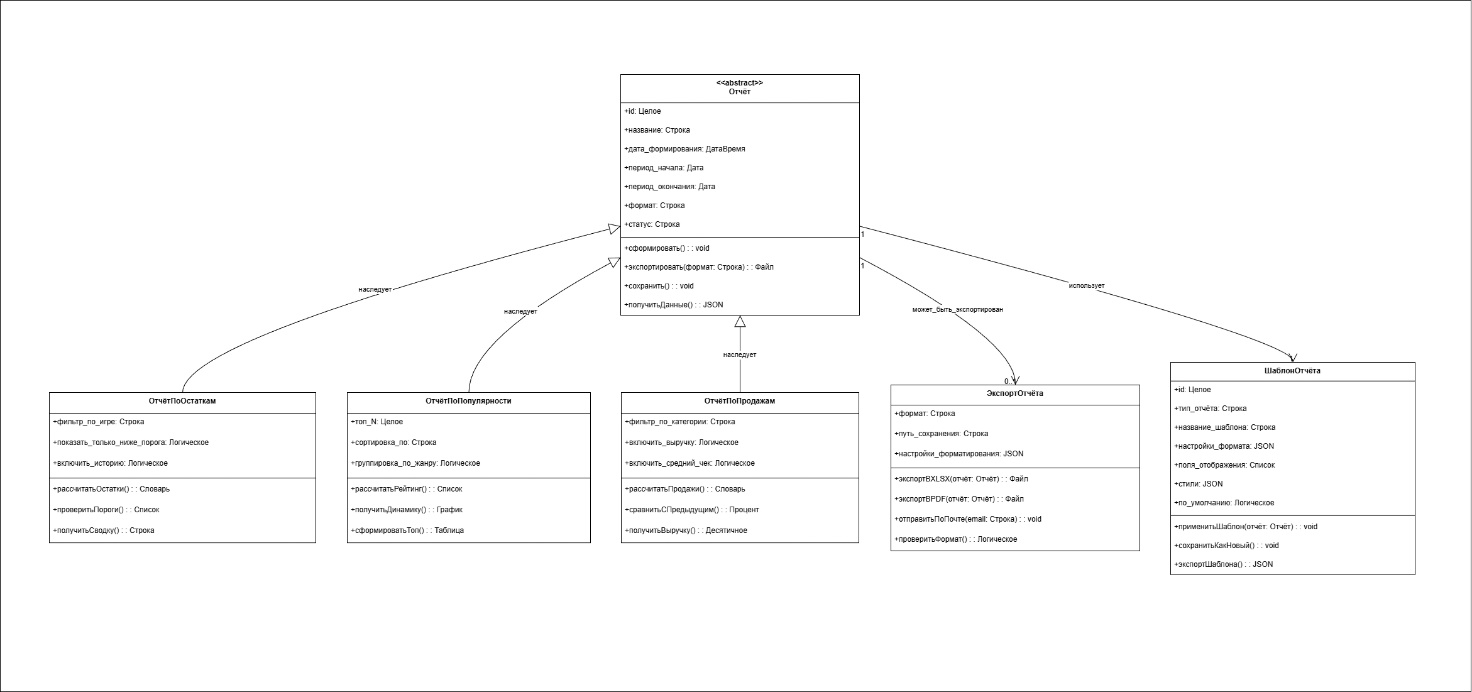 <<abstract>>
Отчёт
+id: Целое
+название: Строка
+дата_формирования: ДатаВремя
+период_начала: Дата
+период_окончания: Дата
+формат: Строка
+статус: Строка
+сформировать() : : void
+экспортировать(формат: Строка) : : Файл
+сохранить() : : void
+получитьДанные() : : JSON
1
1
наследует
наследует
наследует
может_быть_экспортирован
использует
ОтчётПоОстаткам
+фильтр_по_игре: Строка
+показать_только_ниже_порога: Логическое
+включить_историю: Логическое
+рассчитатьОстатки() : : Словарь
+проверитьПороги() : : Список
+получитьСводку() : : Строка
ОтчётПоПопулярности
+топ_N: Целое
+сортировка_по: Строка
+группировка_по_жанру: Логическое
+рассчитатьРейтинг() : : Список
+получитьДинамику() : : График
+сформироватьТоп() : : Таблица
ОтчётПоПродажам
+фильтр_по_категории: Строка
+включить_выручку: Логическое
+включить_средний_чек: Логическое
+рассчитатьПродажи() : : Словарь
+сравнитьСПредыдущим() : : Процент
+получитьВыручку() : : Десятичное
ЭкспортОтчёта
+формат: Строка
+путь_сохранения: Строка
+настройки_форматирования: JSON
+экспортВXLSX(отчёт: Отчёт) : : Файл
+экспортВPDF(отчёт: Отчёт) : : Файл
+отправитьПоПочте(email: Строка) : : void
+проверитьФормат() : : Логическое
ШаблонОтчёта
+id: Целое
+тип_отчёта: Строка
+название_шаблона: Строка
+настройки_формата: JSON
+поля_отображения: Список
+стили: JSON
+по_умолчанию: Логическое
+применитьШаблон(отчёт: Отчёт) : : void
+сохранитьКакНовый() : : void
+экспортШаблона() : : JSON